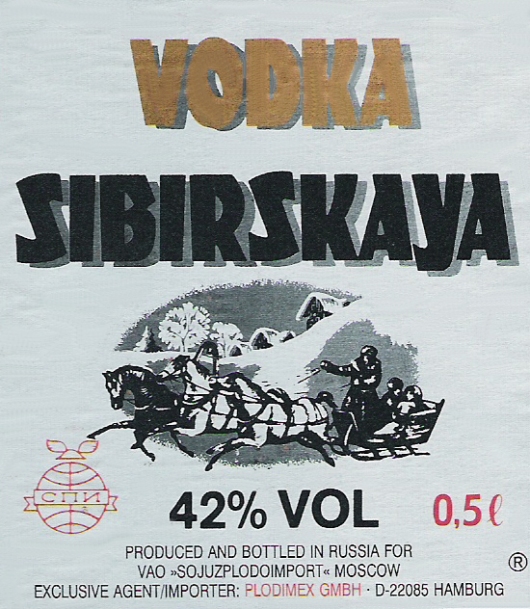 VODKA
SIBIRSKAYA
СПИ
42% VOL
0,5 ℓ
PRODUCED AND BOTTLED IN RUSSIA FOR
VAO »SOJUZPLODOIMPORT« MOSCOW
®
EXCLUSIVE AGENT/IMPORTER: PLODIMEX GMBH · D-22085 HAMBURG